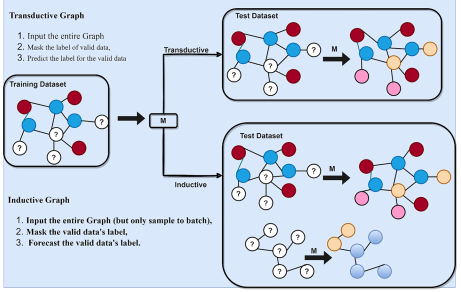 Transductive Graph
1. Input the entire Graph
2. Mask the label of valid data,
3. Predict the label for the valid data
Training Dataset
?
?
?
?
M
Transductive
Inductive
Test Dataset
?
?
?
?
M
Test Dataset
?
?
?
?
M
?
?
?
?
?
M
Inductive Graph
1. Input the entire Graph (but only sample to batch),
2. Mask the valid data's label,
3. Forecast the valid data's label.